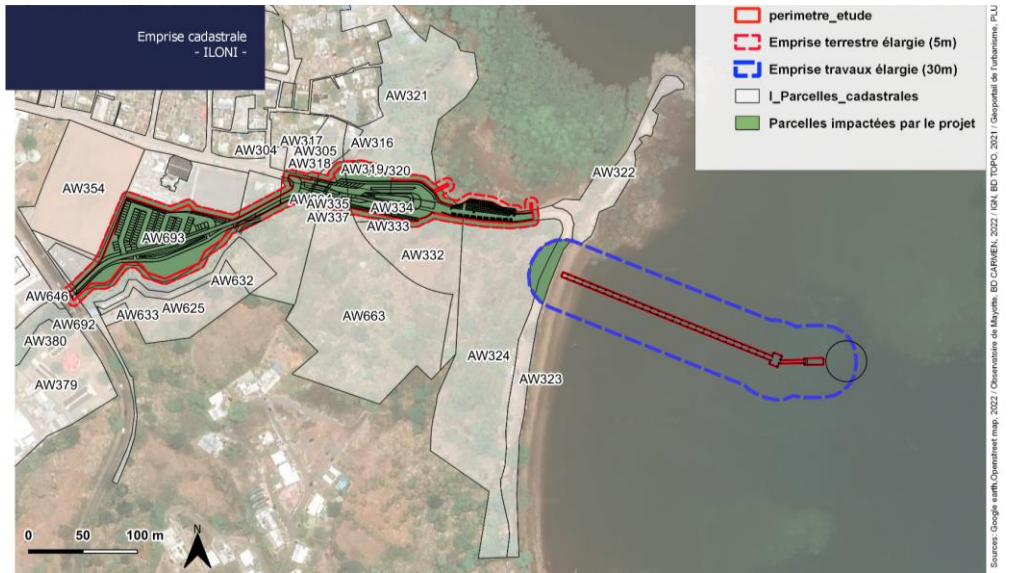 Emprise cadastrale
- ILONI -
perimetre_etude
Emprise terrestre élargie (5m)
Emprise travaux élargie (30m)
I_Parcelles_cadastrales
Parcelles impactées par le projet
AW321
AW317
AW316
AW304
AW305
AW318
AW319
/320
AW322
AW354
AW335
AW334
AW337
AW333
AW693
AW332
AW632
AW646
AW625
AW633
AW692
AW663
AW380
AW324
AW323
AW379
0 50 100 m
N
Sources: Google earth,Openstreet map, 2022 / Observatoire de Mayotte, BD CARMEN, 2022 / IGN, BD TOPO, 2021 / Geoportail de l'urbanisme, PLU